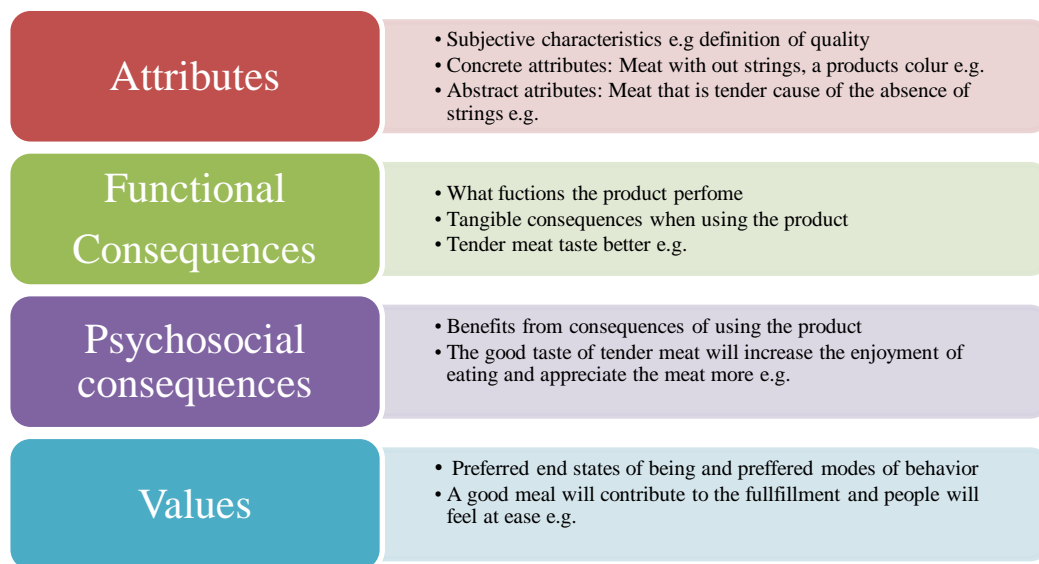 Attributes
• Subjective characteristics e.g definition of quality
• Concrete attributes: Meat with out strings, a products colur e.g.
• Abstract atributes: Meat that is tender cause of the absence of
strings e.g.
Functional
Consequences
• What fuctions the product perfome
• Tangible consequences when using the product
• Tender meat taste better e.g.
Psychosocial
consequences
• Benefits from consequences of using the product
• The good taste of tender meat will increase the enjoyment of
eating and appreciate the meat more e.g.
Values
• Preferred end states of being and preffered modes of behavior
• A good meal will contribute to the fullfillment and people will
feel at ease e.g.